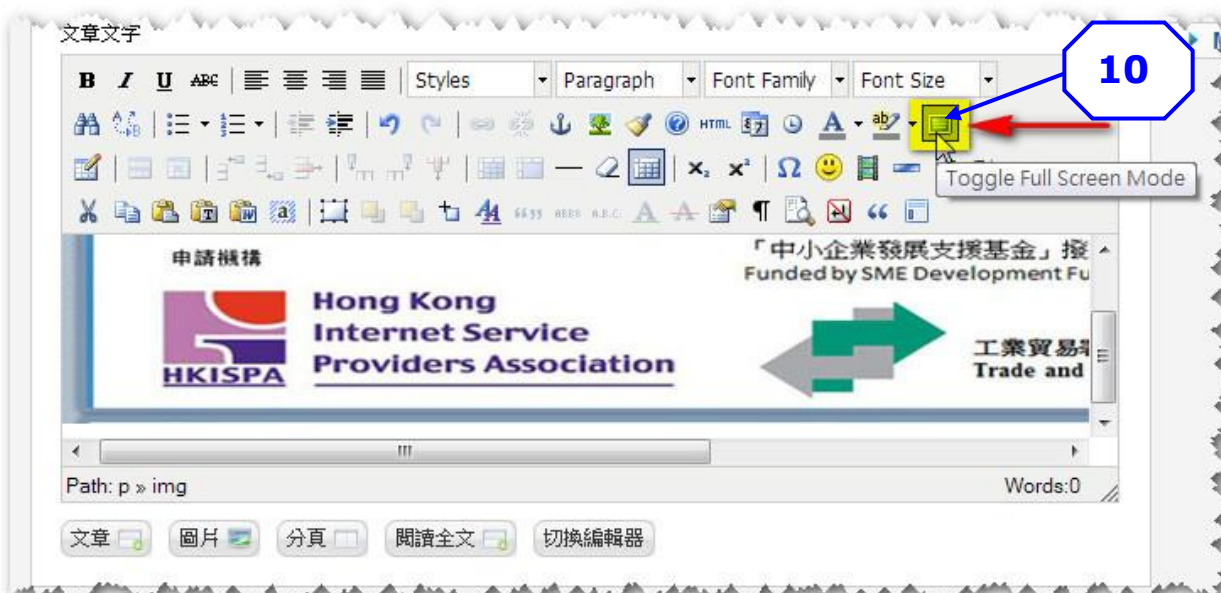 文章文字
10
B I U ABC Styles Paragraph Font Family Font Size
HTML
Toggle Full Screen Mode
申請機構
「中小企業發展支援基金」撥
Funded by SME Development Fu
Hong Kong
Internet Service
Providers Association
HKISPA
工業貿易
Trade and
Path: p » img
Words:0
文章 圖片 分頁 閱讀全文 切換編輯器